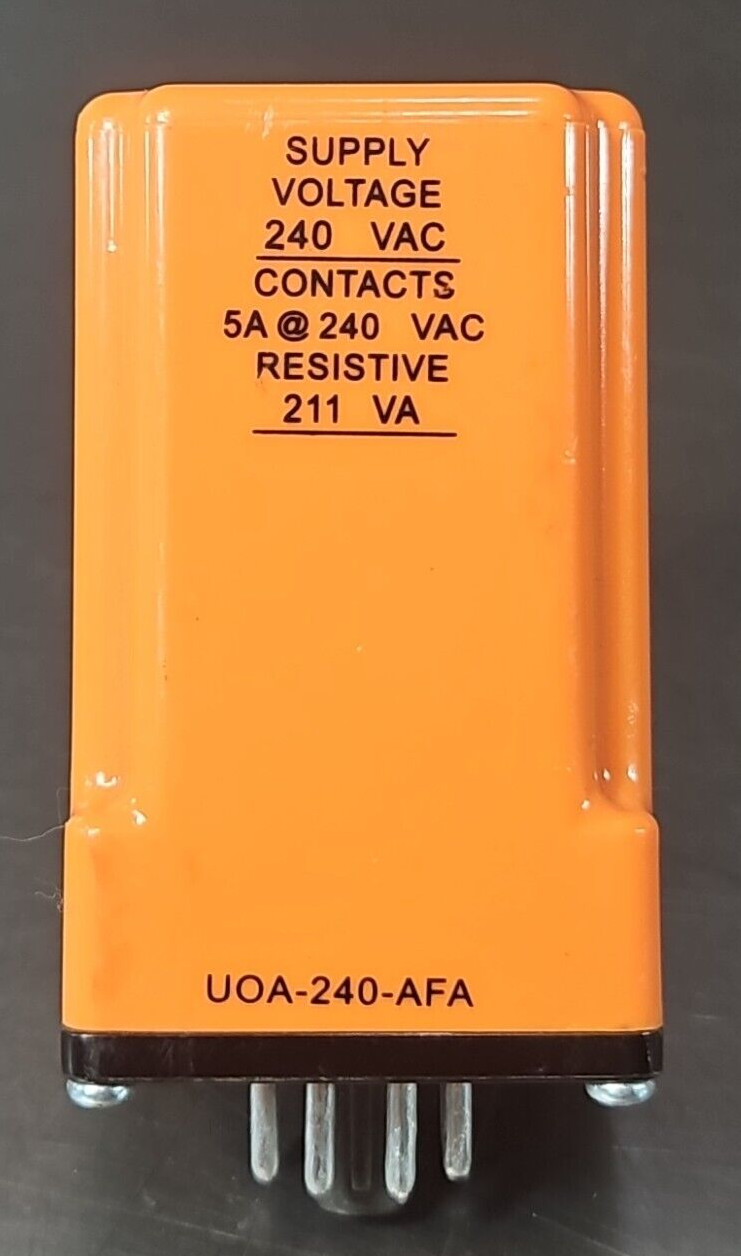 SUPPLY
VOLTAGE
240 VAC
CONTACTS
5A @ 240 VAC
RESISTIVE
211 VA
UOA-240-AFA